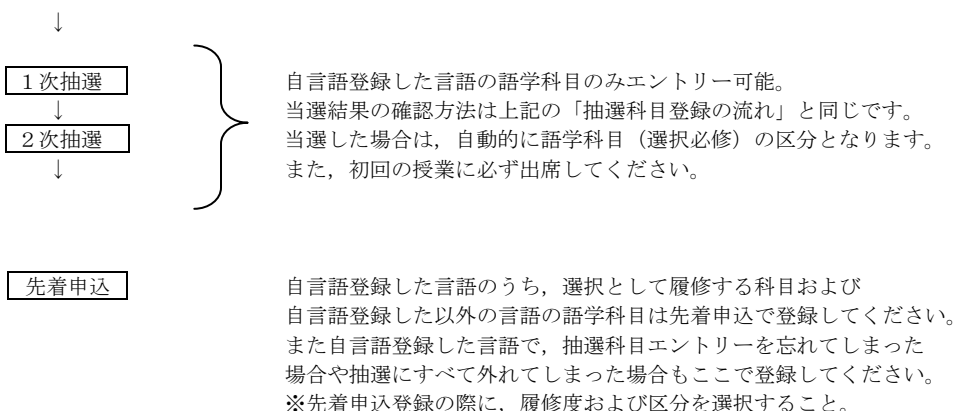 ↓
１次抽選
自言語登録した言語の語学科目のみエントリー可能。
↓
当選結果の確認方法は上記の「抽選科目登録の流れ」と同じです。
２次抽選
当選した場合は，自動的に語学科目（選択必修）の区分となります。
↓
また，初回の授業に必ず出席してください。
先着申込
自言語登録した言語のうち，選択として履修する科目および
自言語登録した以外の言語の語学科目は先着申込で登録してください。
また自言語登録した言語で，抽選科目エントリーを忘れてしまった
場合や抽選にすべて外れてしまった場合もここで登録してください。
※先着申込登録の際に，履修度および区分を選択すること。